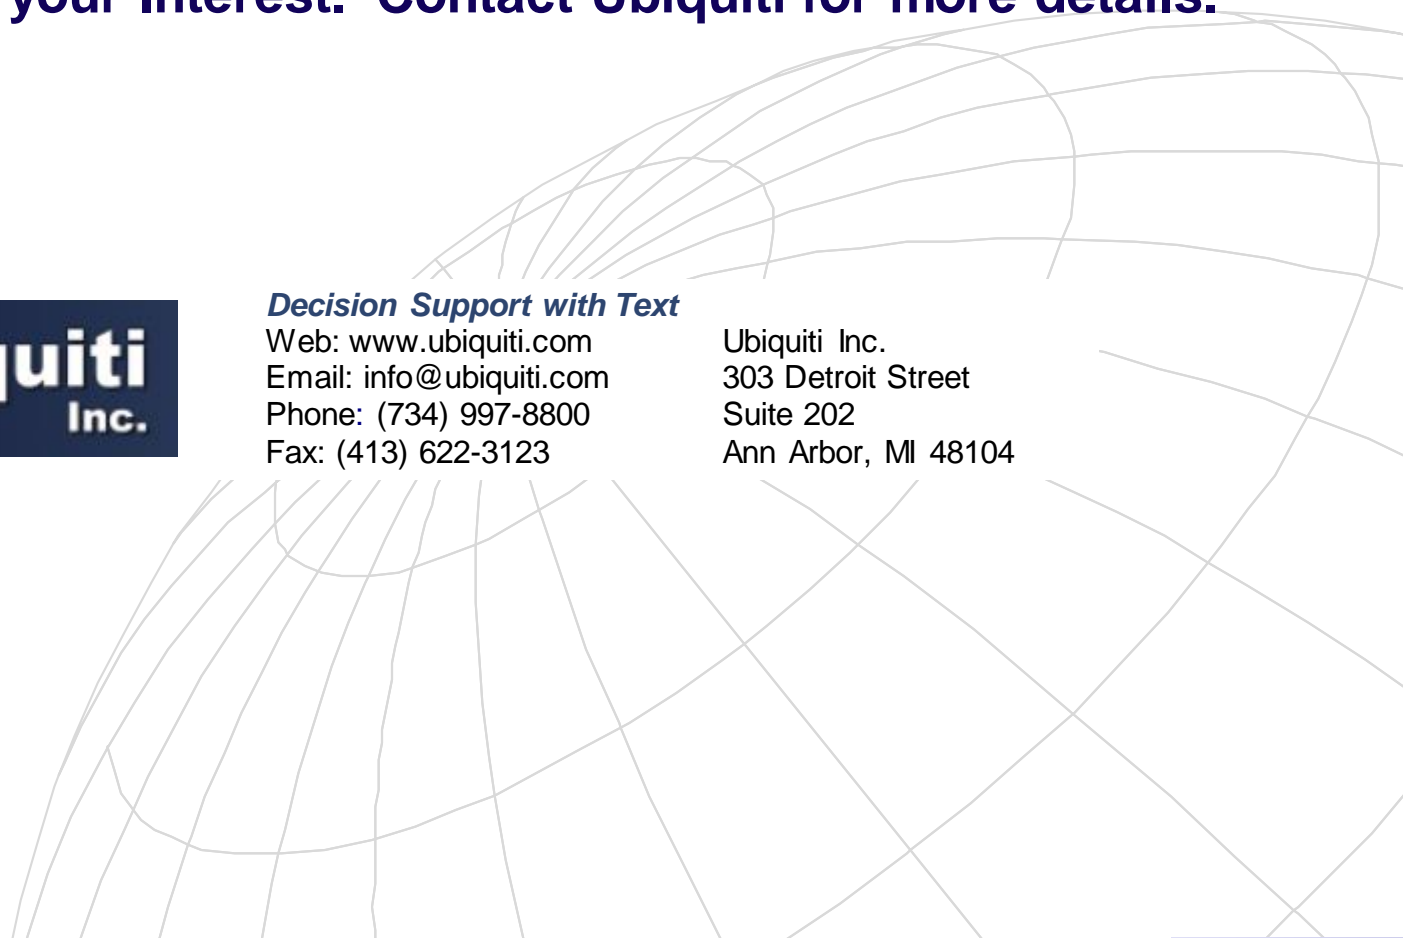 your interest. Contact Ubiquiti for more details.
quiti
Inc.
Decision Support with Text
Web: www.ubiquiti.com
Email: info@ubiquiti.com
Phone: (734) 997-8800
Fax: (413) 622-3123
Ubiquiti Inc.
303 Detroit Street
Suite 202
Ann Arbor, MI 48104